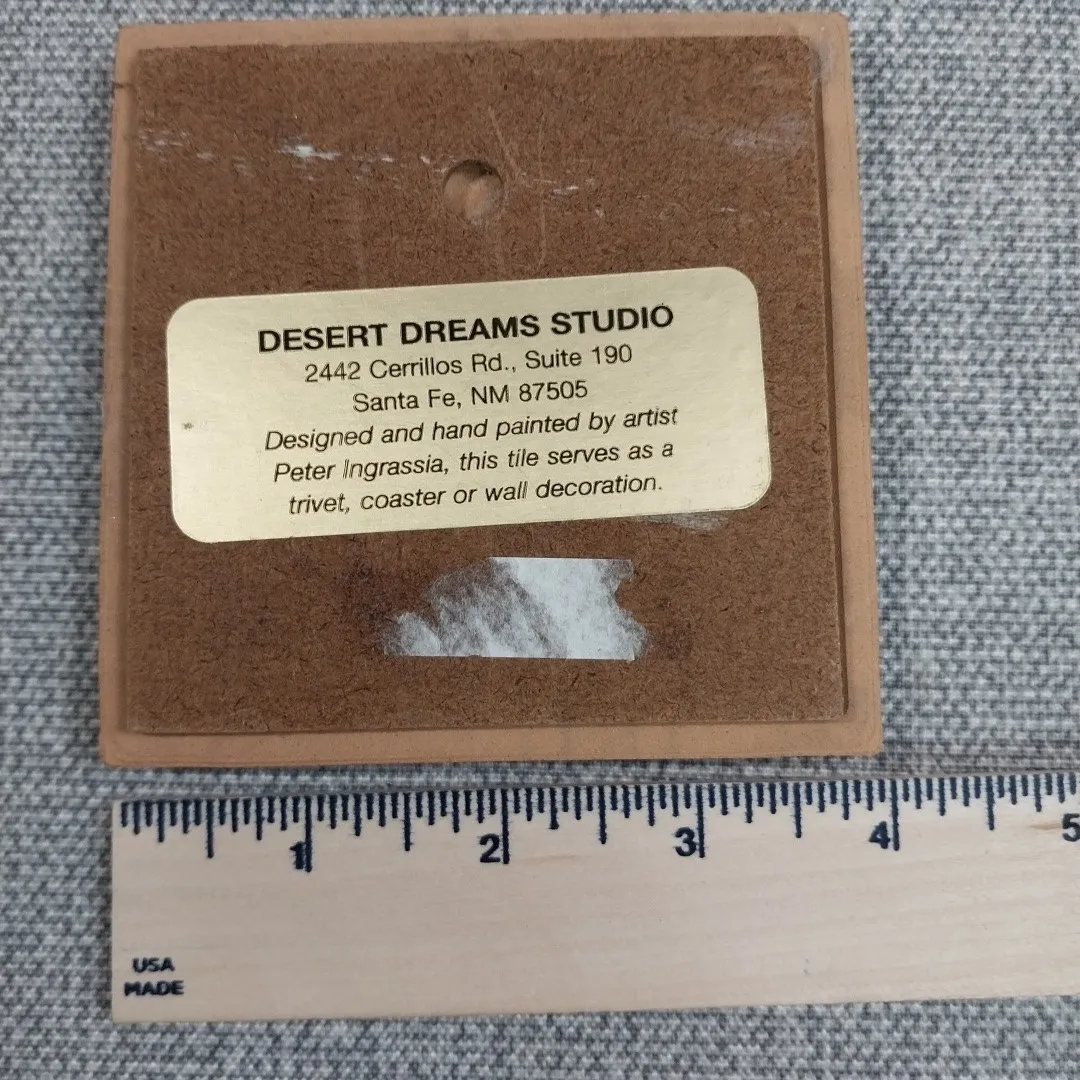 DESERT DREAMS STUDIO
2442 Cerrillos Rd., Suite 190
Santa Fe, NM 87505
Designed and hand painted by artist
Peter Ingrassia, this tile serves as a
trivet, coaster or wall decoration.
1 2 3 4 5
USA
MADE